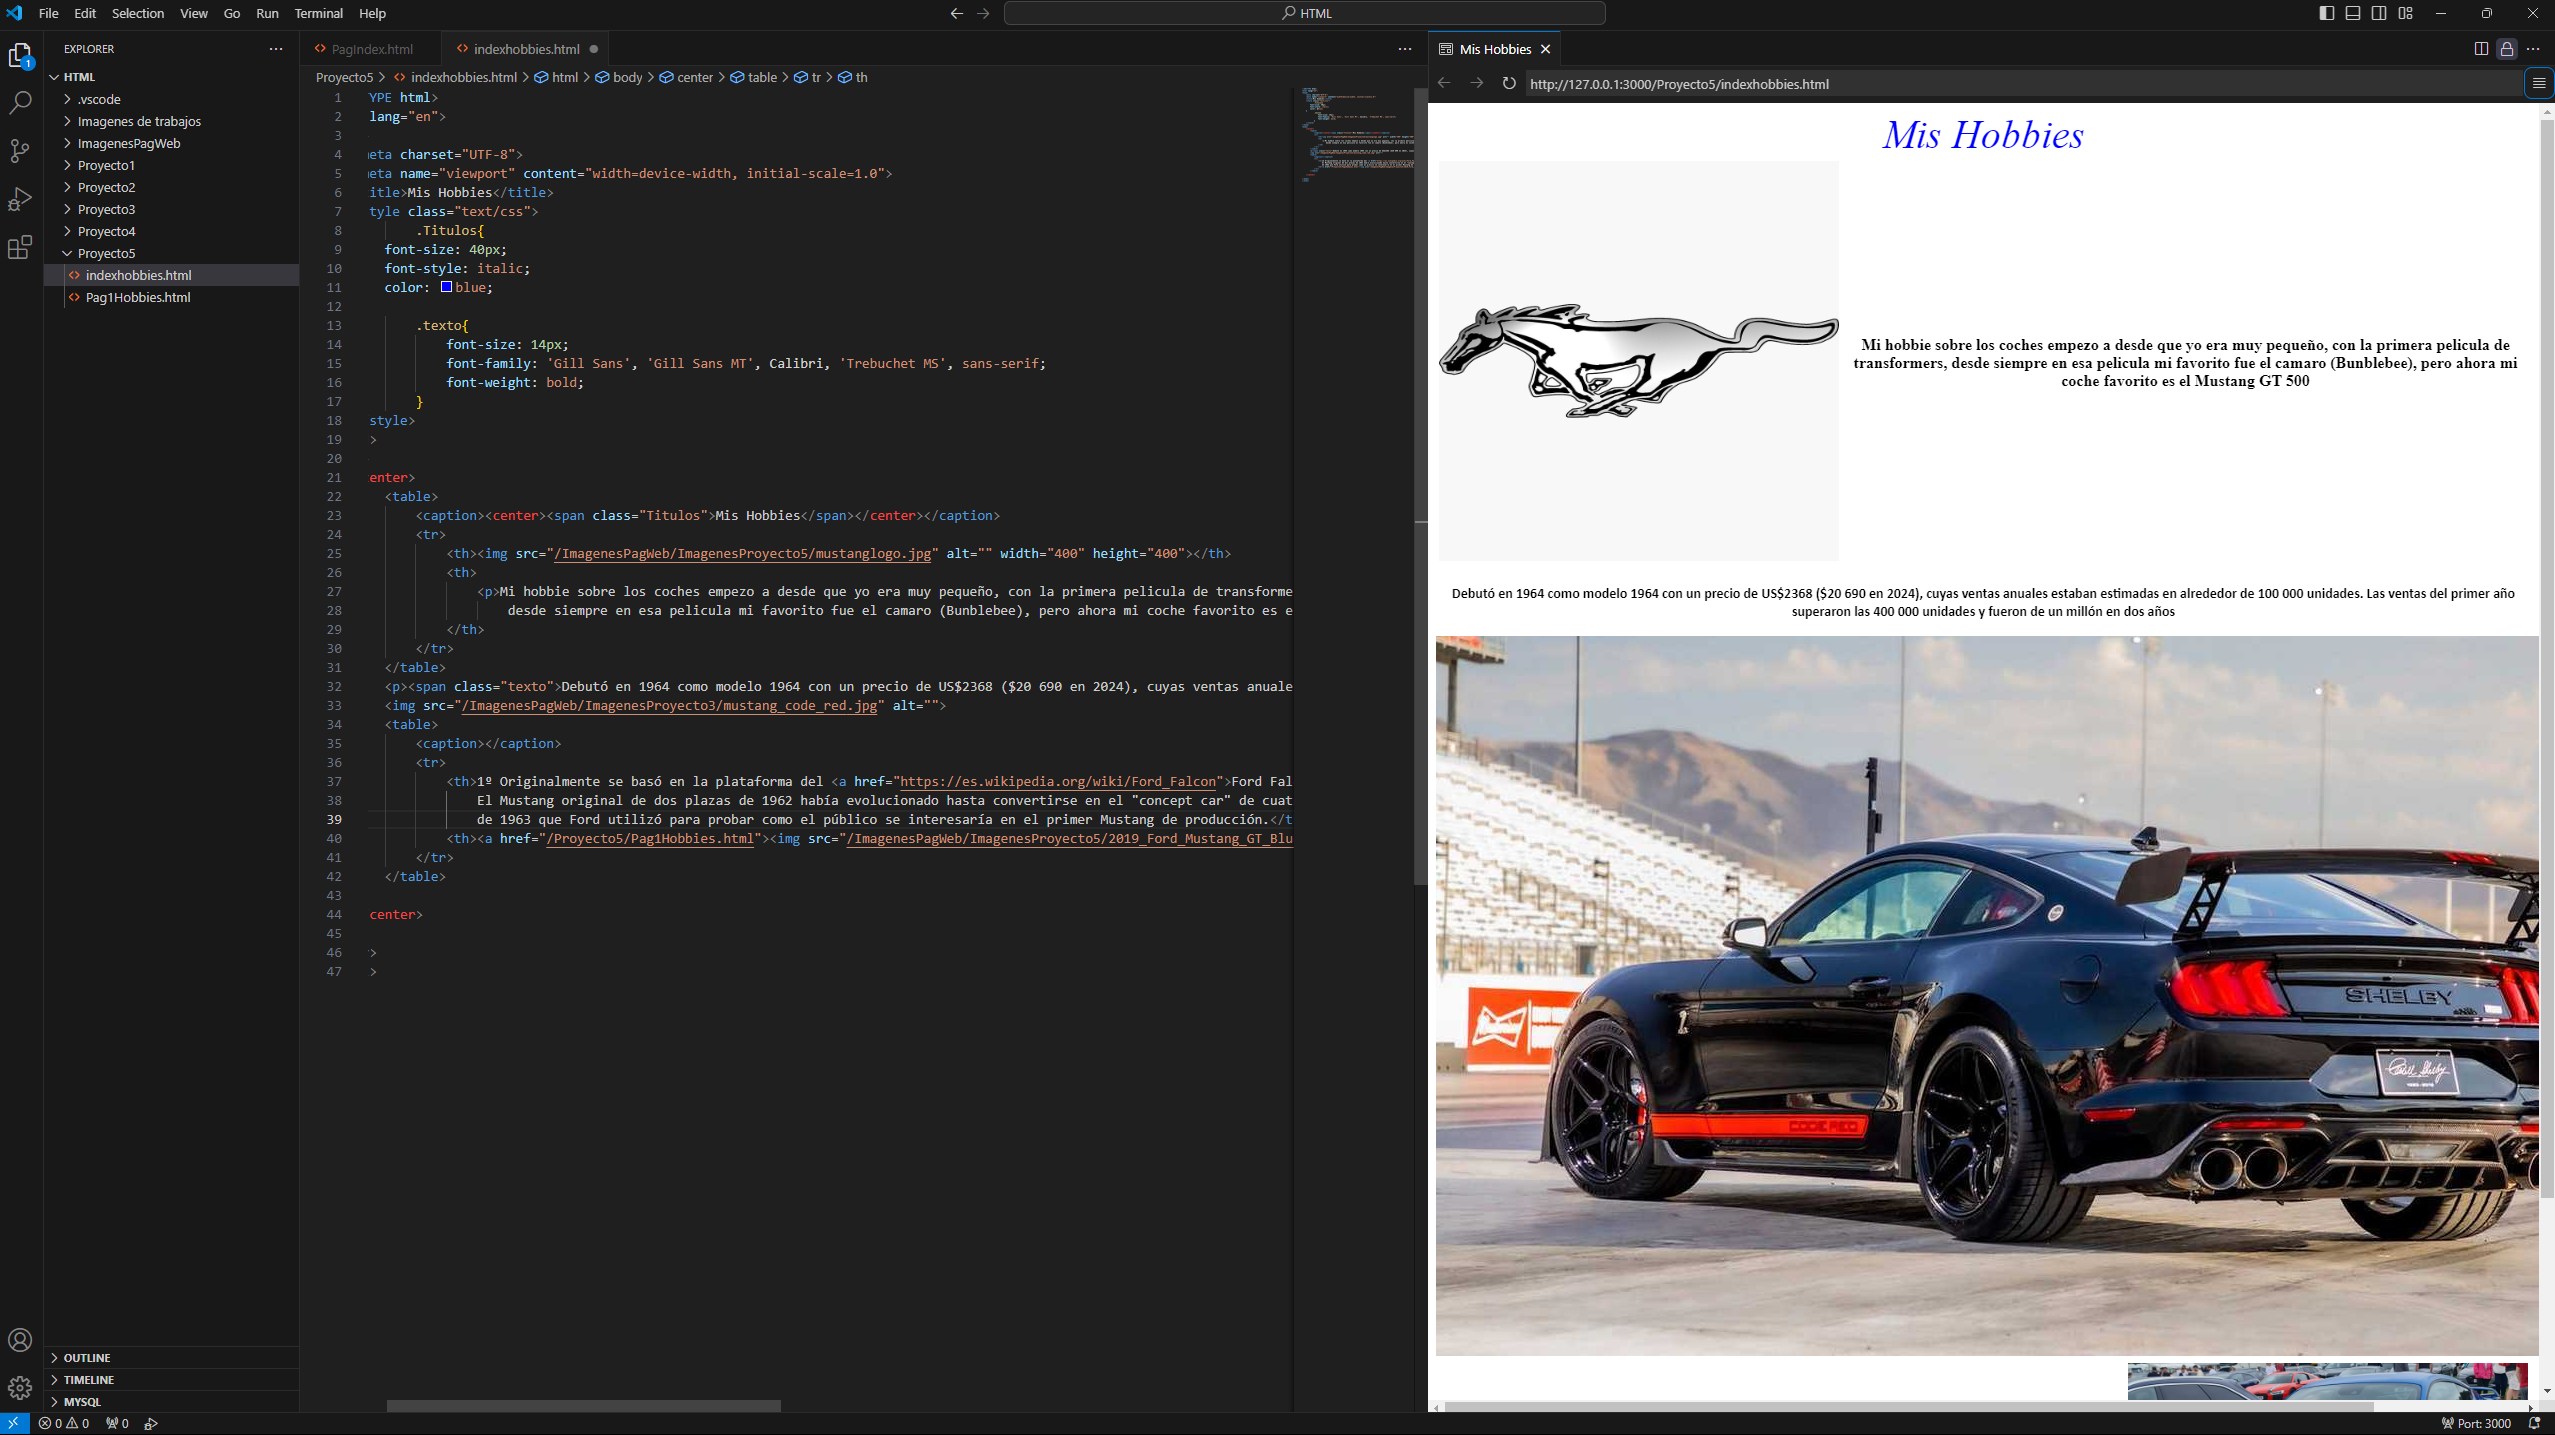 File Edit Selection View Go Run Terminal Help
HTML
EXPLORER
HTML
.vscode
Imagenes de trabajos
ImagenesPagWeb
Proyecto1
Proyecto2
Proyecto3
Proyecto4
Proyecto5
indexhobbies.html
Pag1Hobbies.html
OUTLINE
TIMELINE
MYSQL
PagIndex.html indexhobbies.html
Proyecto5 > indexhobbies.html > html > body > center > table > tr > th
1 YPE html>
2 lang="en">
3
4 eta charset="UTF-8">
5 eta name="viewport" content="width=device-width, initial-scale=1.0">
6 itle>Mis Hobbies</title>
7 tyle class="text/css">
8 .Titulos{
9 font-size: 40px;
10 font-style: italic;
11 color: blue;
12
13 .texto{
14 font-size: 14px;
15 font-family: 'Gill Sans', 'Gill Sans MT', Calibri, 'Trebuchet MS', sans-serif;
16 font-weight: bold;
17 }
18 style>
19 >
20
21 enter>
22 <table>
23 <caption><center><span class="Titulos">Mis Hobbies</span></center></caption>
24 <tr>
25 <th><img src="/ImagenesPagWeb/ImagenesProyecto5/mustanglogo.jpg" alt="" width="400" height="400"></th>
26 <th>
27 <p>Mi hobbie sobre los coches empezo a desde que yo era muy pequeño, con la primera pelicula de transforme
28 desde siempre en esa pelicula mi favorito fue el camaro (Bunblebee), pero ahora mi coche favorito es e
29 </th>
30 </tr>
31 </table>
32 <p><span class="texto">Debutó en 1964 como modelo 1964 con un precio de US$2368 ($20 690 en 2024), cuyas ventas anuale
33 <img src="/ImagenesPagWeb/ImagenesProyecto3/mustang_code_red.jpg" alt="">
34 <table>
35 <caption></caption>
36 <tr>
37 <th>1º Originalmente se basó en la plataforma del <a href="https://es.wikipedia.org/wiki/Ford_Falcon">Ford Fal
38 El Mustang original de dos plazas de 1962 había evolucionado hasta convertirse en el "concept car" de cuat
39 de 1963 que Ford utilizó para probar como el público se interesaría en el primer Mustang de producción.</t
40 <th><a href="/Proyecto5/Pag1Hobbies.html"><img src="/ImagenesPagWeb/ImagenesProyecto5/2019_Ford_Mustang_GT_Blu
41 </tr>
42 </table>
43
44 center>
45
46 >
47 >
Mis Hobbies
http://127.0.0.1:3000/Proyecto5/indexhobbies.html
Mis Hobbies
Mi hobbie sobre los coches empezo a desde que yo era muy pequeño, con la primera pelicula de
transformers, desde siempre en esa pelicula mi favorito fue el camaro (Bunblebee), pero ahora mi
coche favorito es el Mustang GT 500
Debutó en 1964 como modelo 1964 con un precio de US$2368 ($20 690 en 2024), cuyas ventas anuales estaban estimadas en alrededor de 100 000 unidades. Las ventas del primer año
superaron las 400 000 unidades y fueron de un millón en dos años
SHELBY
CODE RED
1
0 0 0
Port: 3000